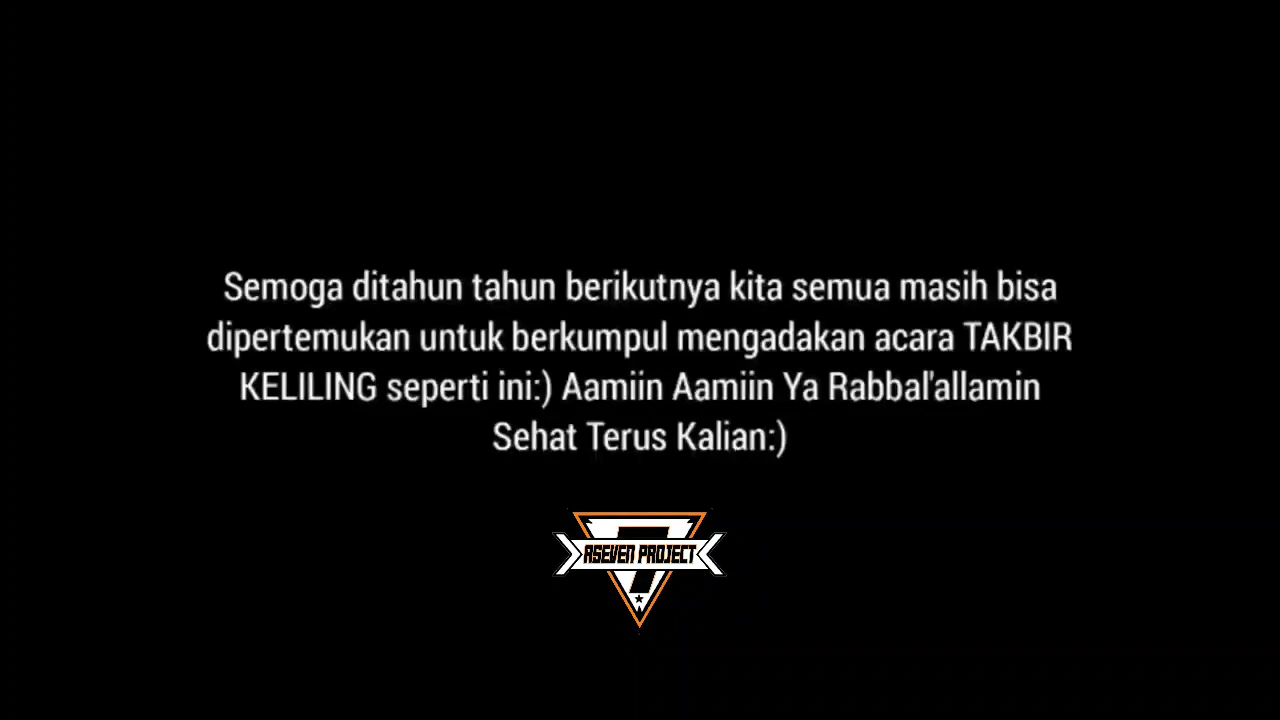 Semoga ditahun tahun berikutnya kita semua masih bisa
dipertemukan untuk berkumpul mengadakan acara TAKBIR
KELILING seperti ini:) Aamiin Aamiin Ya Rabbal'allamin
Sehat Terus Kalian:)
7
ASEVEN PROJECT